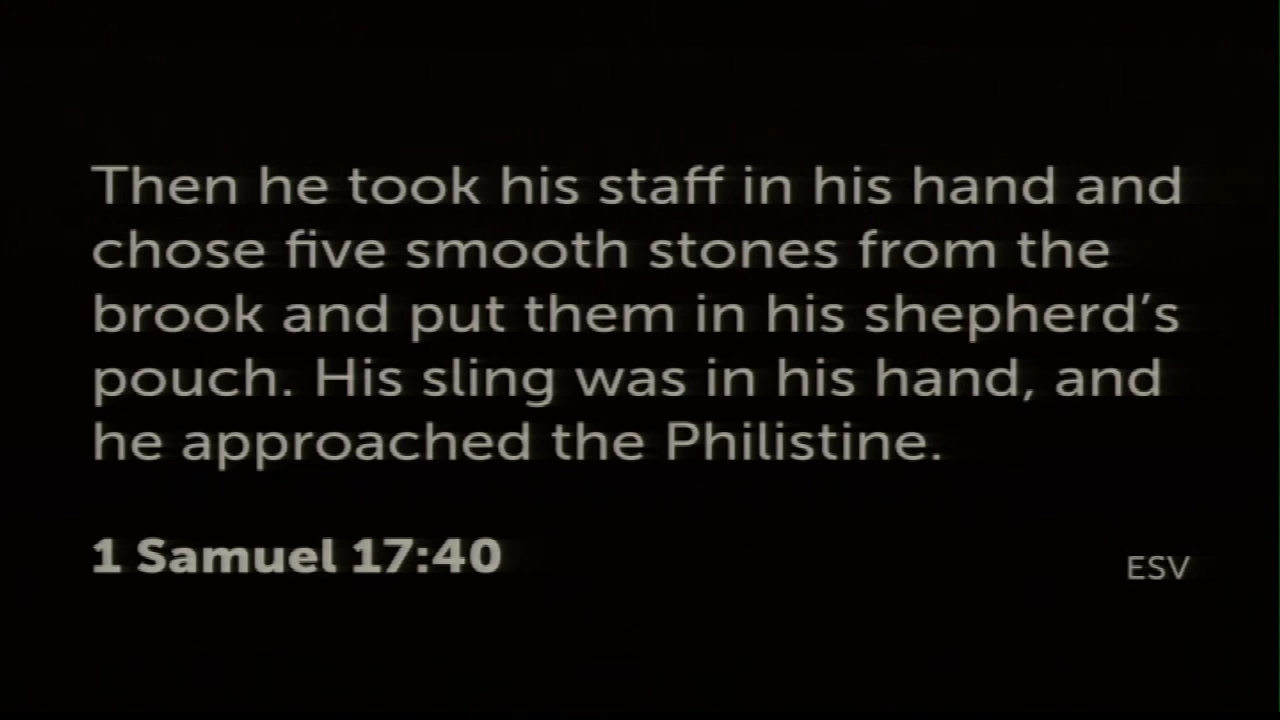 Then he took his staff in his hand and
chose five smooth stones from the
brook and put them in his shepherd’s
pouch. His sling was in his hand, and
he approached the Philistine.
1 Samuel 17:40
ESV